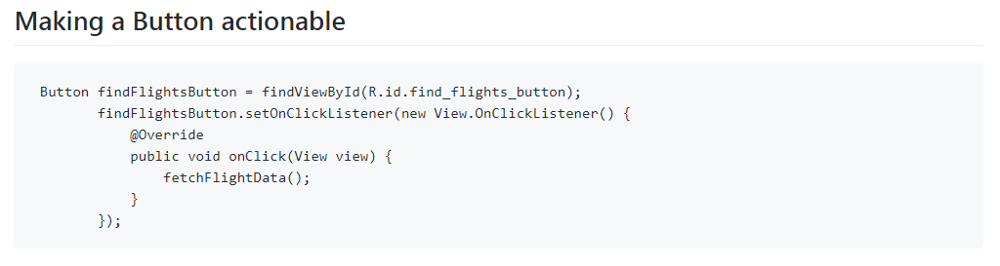 Making a Button actionable
Button findFlightsButton = findViewById(R.id.find_flights_button);
        findFlightsButton.setOnClickListener(new View.OnClickListener() {
            @Override
            public void onClick(View view) {
                fetchFlightData();
            }
        });